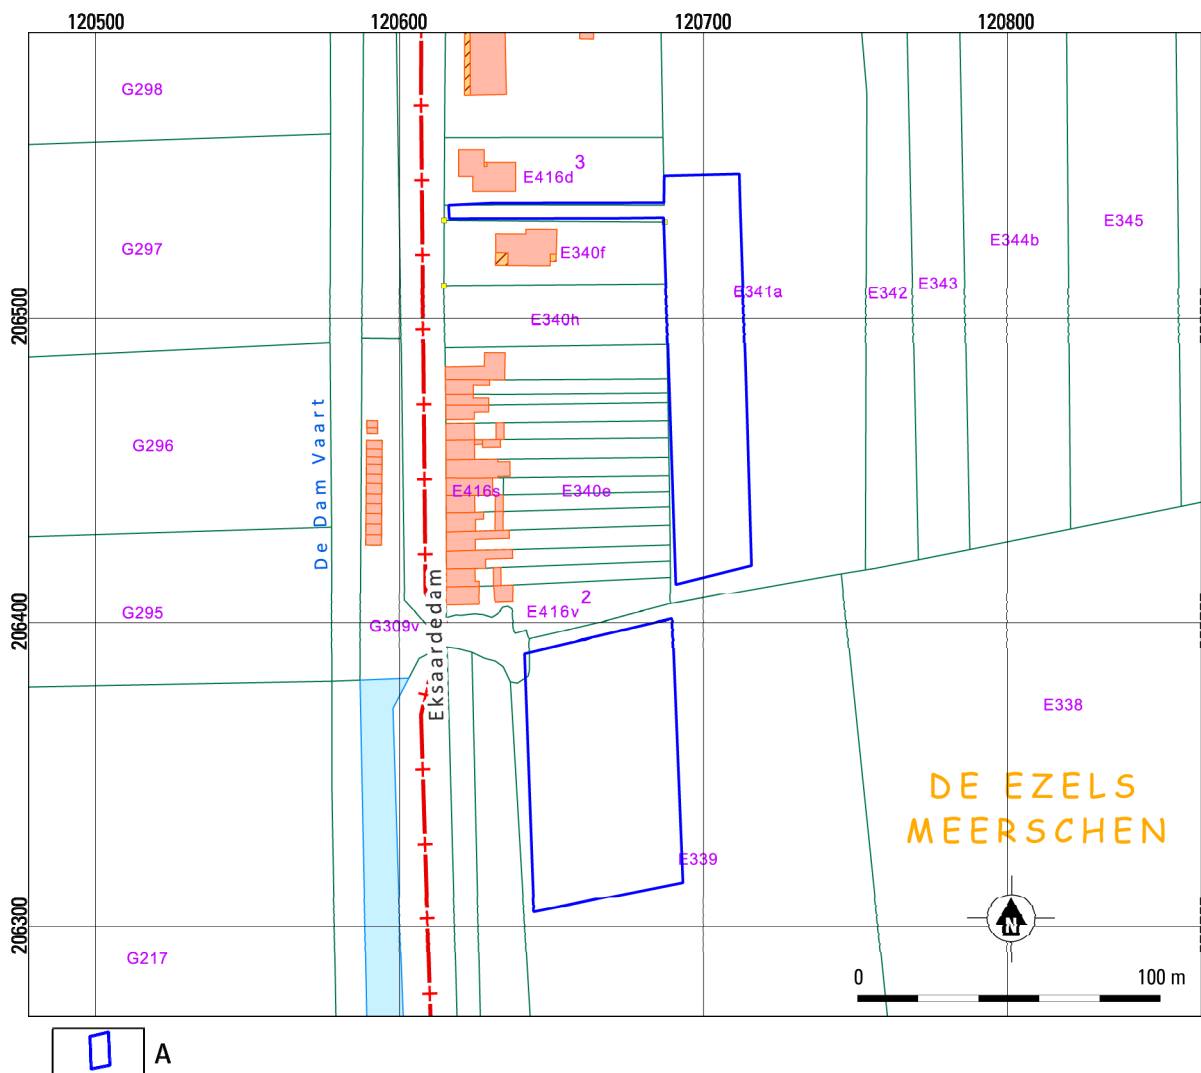 120500 120600 120700 120800
G298
3
E416d
E345
E344b
G297
E340f
E343
E341a
E342
206500
E340h
De Dam Vaart
G296
E416s E340e
2
E416v
G295
206400
G309v
Eksaardedam
E338
DE EZELS
MEERSCHEN
E339
206300
N
G217
0 100 m
A